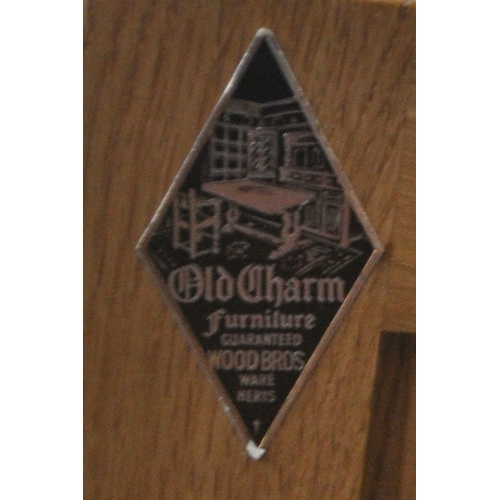 Old Charm
Furniture
GUARANTEED
WOOD BROS.
WARE
HERTS